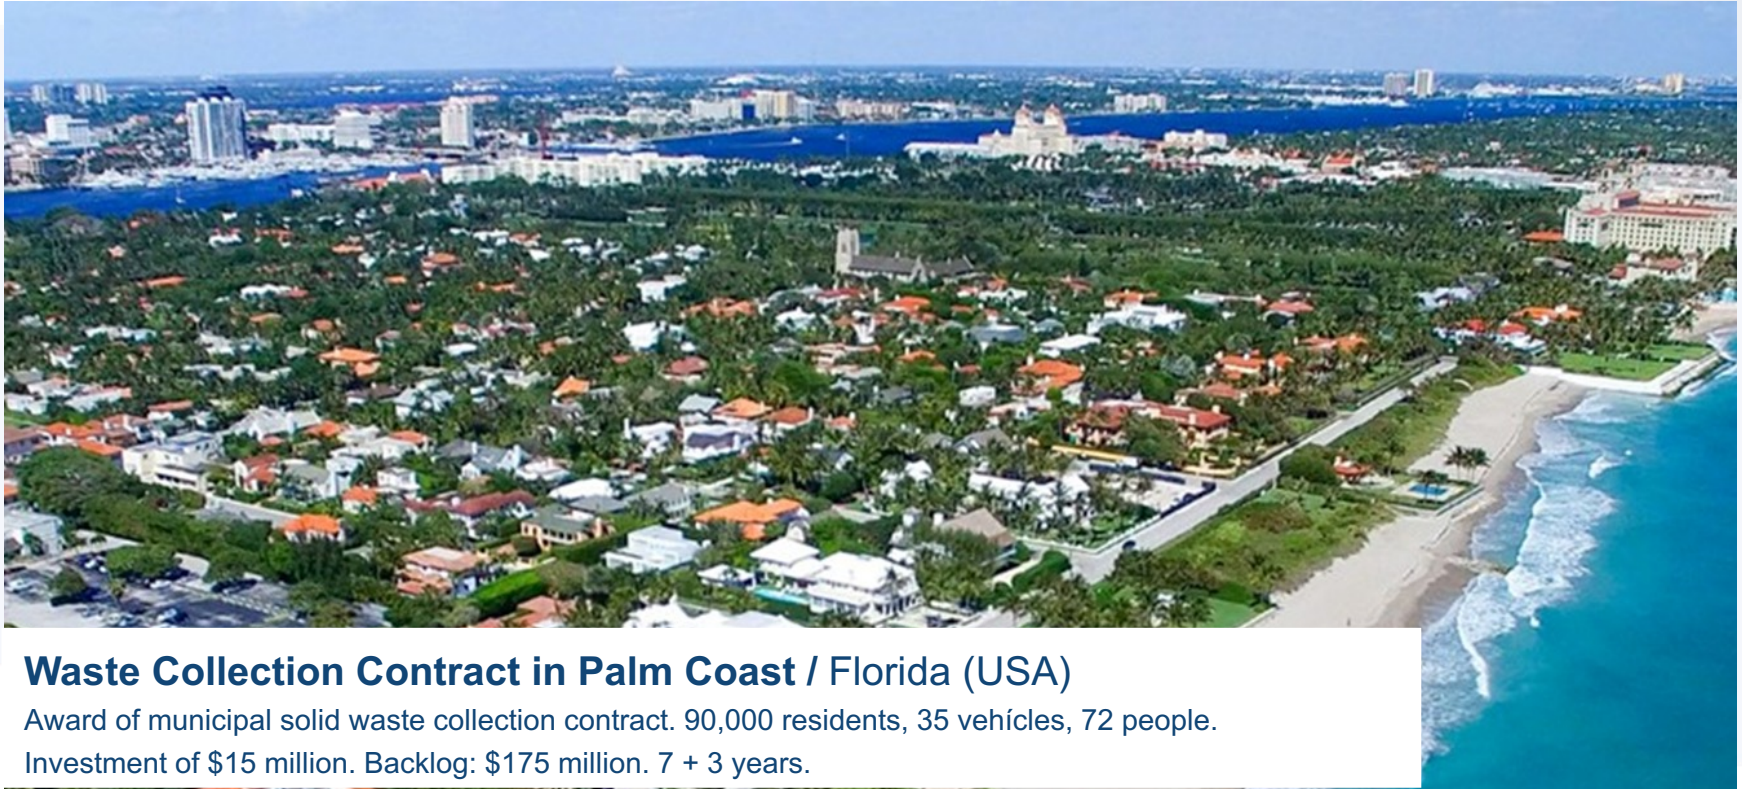 Waste Collection Contract in Palm Coast / Florida (USA)
Award of municipal solid waste collection contract. 90,000 residents, 35 vehícles, 72 people.
Investment of $15 million. Backlog: $175 million. 7 + 3 years.